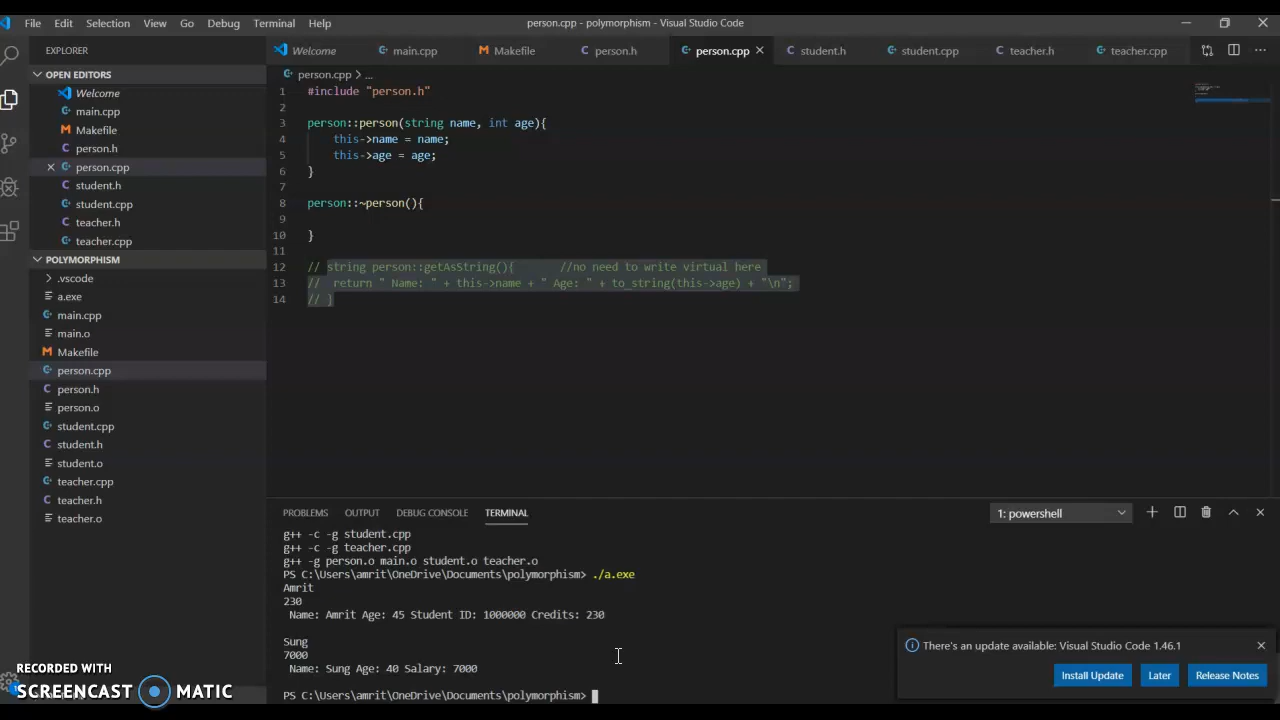 File Edit Selection View Go Debug Terminal Help person.cpp - polymorphism - Visual Studio Code
EXPLORER
Welcome main.cpp Makefile person.h person.cpp student.h student.cpp teacher.h teacher.cpp
OPEN EDITORS
Welcome
main.cpp
Makefile
person.h
person.cpp
student.h
student.cpp
teacher.h
teacher.cpp
POLYMORPHISM
.vscode
a.exe
main.cpp
main.o
Makefile
person.cpp
person.h
person.o
student.cpp
student.h
student.o
teacher.cpp
teacher.h
teacher.o
person.cpp > ...
1 #include "person.h"
2
3 person::person(string name, int age){
4 this->name = name;
5 this->age = age;
6 }
7
8 person::~person(){
9
10 }
11
12 // string person::getAsString(){ //no need to write virtual here
13 // return " Name: " + this->name + " Age: " + to_string(this->age) + "\n";
14 // }
PROBLEMS OUTPUT DEBUG CONSOLE TERMINAL 1: powershell
g++ -c -g student.cpp
g++ -c -g teacher.cpp
g++ -g person.o main.o student.o teacher.o
PS C:\Users\amrit\OneDrive\Documents\polymorphism> ./a.exe
Amrit
230
Name: Amrit Age: 45 Student ID: 1000000 Credits: 230
Sung
7000
Name: Sung Age: 40 Salary: 7000
PS C:\Users\amrit\OneDrive\Documents\polymorphism>
There's an update available: Visual Studio Code 1.46.1
Install Update Later Release Notes
RECORDED WITH
SCREENCAST MATIC